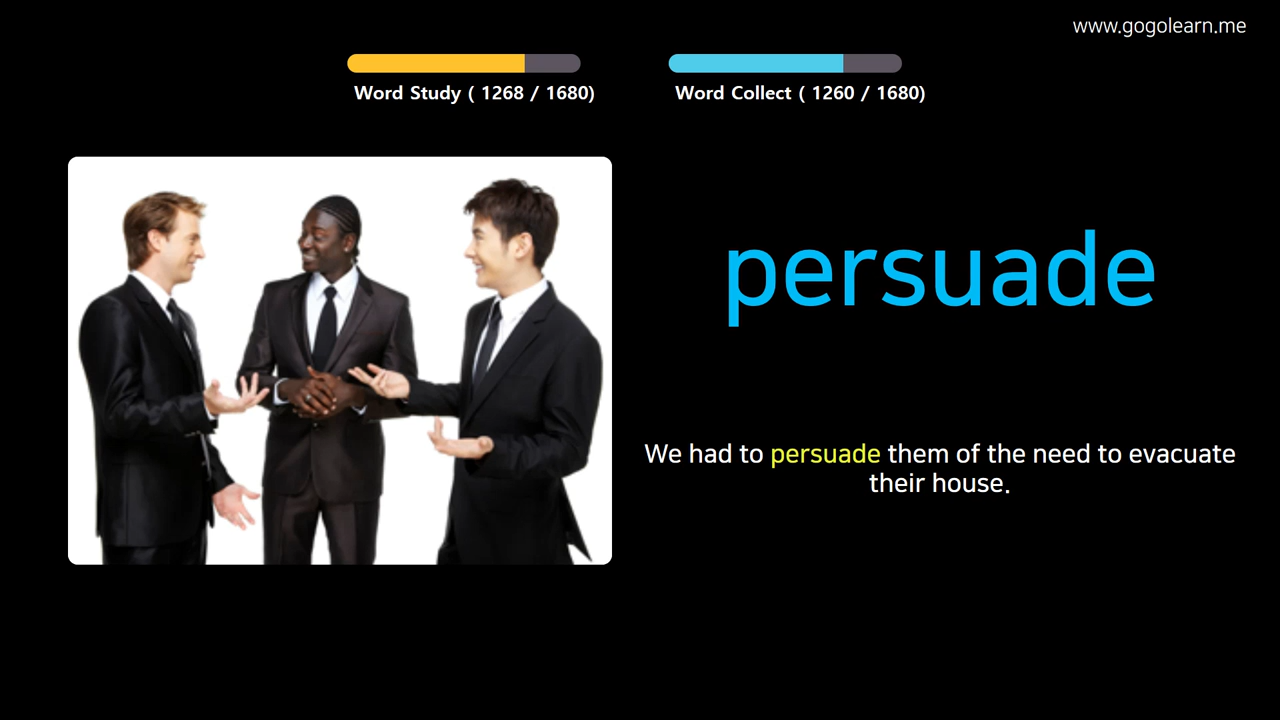 www.gogolearn.me
Word Study ( 1268 / 1680)
Word Collect ( 1260 / 1680)
persuade
We had to persuade them of the need to evacuate
their house.